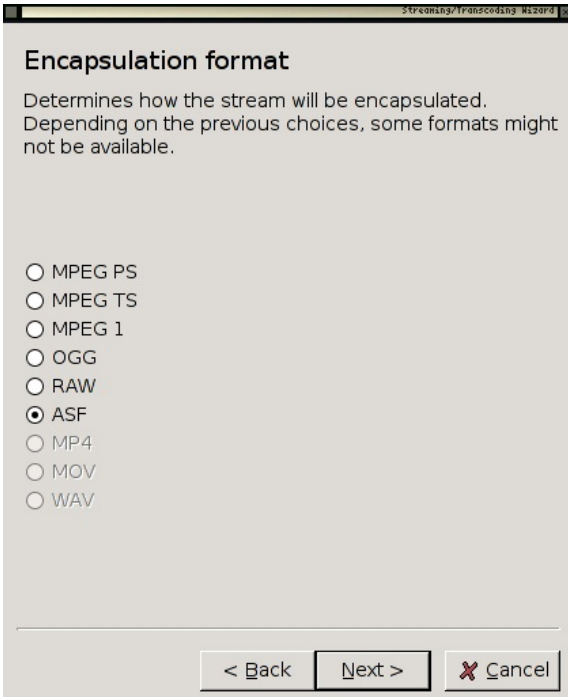 Streaming/Transcoding Wizard
Encapsulation format
Determines how the stream will be encapsulated.
Depending on the previous choices, some formats might
not be available.
MPEG PS
MPEG TS
MPEG 1
OGG
RAW
ASF
MP4
MOV
WAV
< Back
Next >
Cancel